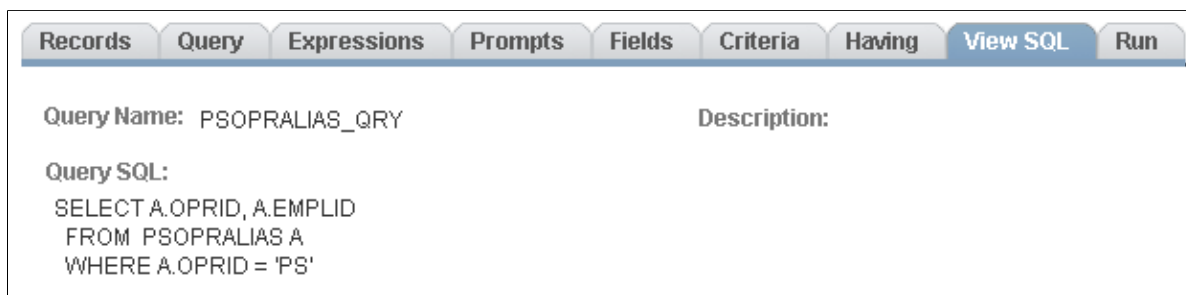 Records Query Expressions Prompts Fields Criteria Having View SQL Run
Query Name: PSOPRALIAS_QRY Description:
Query SQL:
SELECT A.OPRID, A.EMPLID
FROM PSOPRALIAS A
WHERE A.OPRID = 'PS'